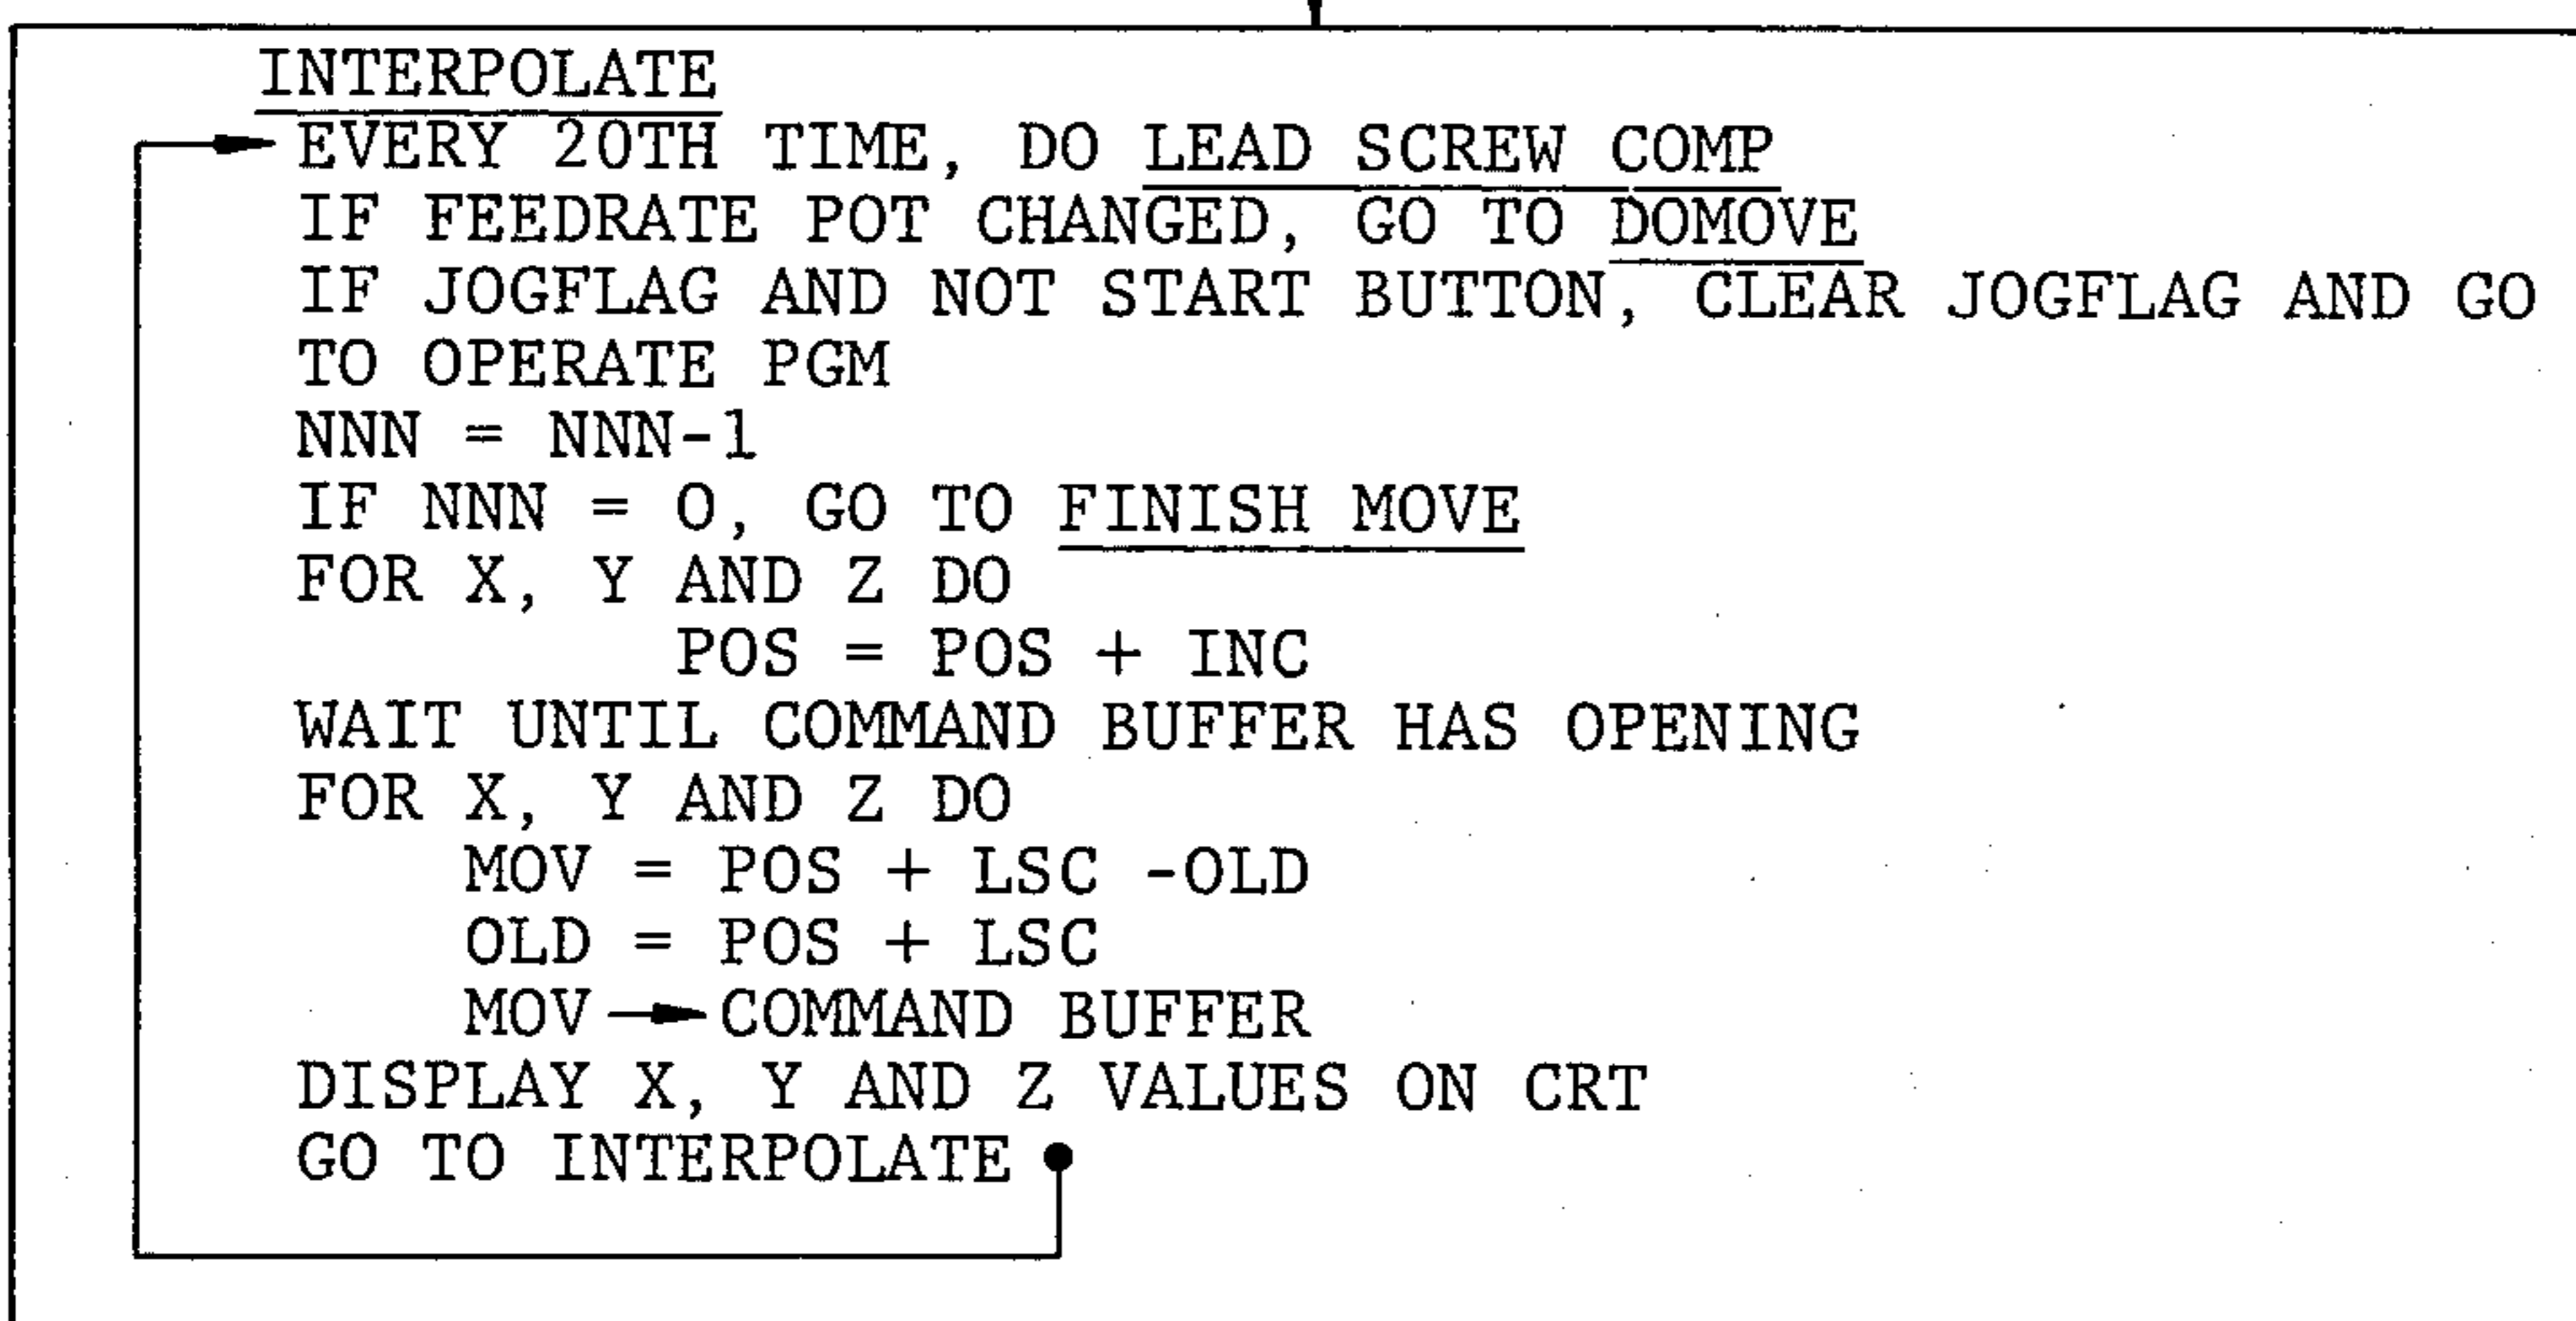 INTERPOLATE
EVERY 20TH TIME, DO LEAD SCREW COMP
IF FEEDRATE POT CHANGED, GO TO DOMOVE
IF JOGFLAG AND NOT START BUTTON, CLEAR JOGFLAG AND GO
TO OPERATE PGM
NNN = NNN-1
IF NNN = 0, GO TO FINISH MOVE
FOR X, Y AND Z DO
POS = POS + INC
WAIT UNTIL COMMAND BUFFER HAS OPENING
FOR X, Y AND Z DO
MOV = POS + LSC -OLD
OLD = POS + LSC
MOV → COMMAND BUFFER
DISPLAY X, Y AND Z VALUES ON CRT
GO TO INTERPOLATE